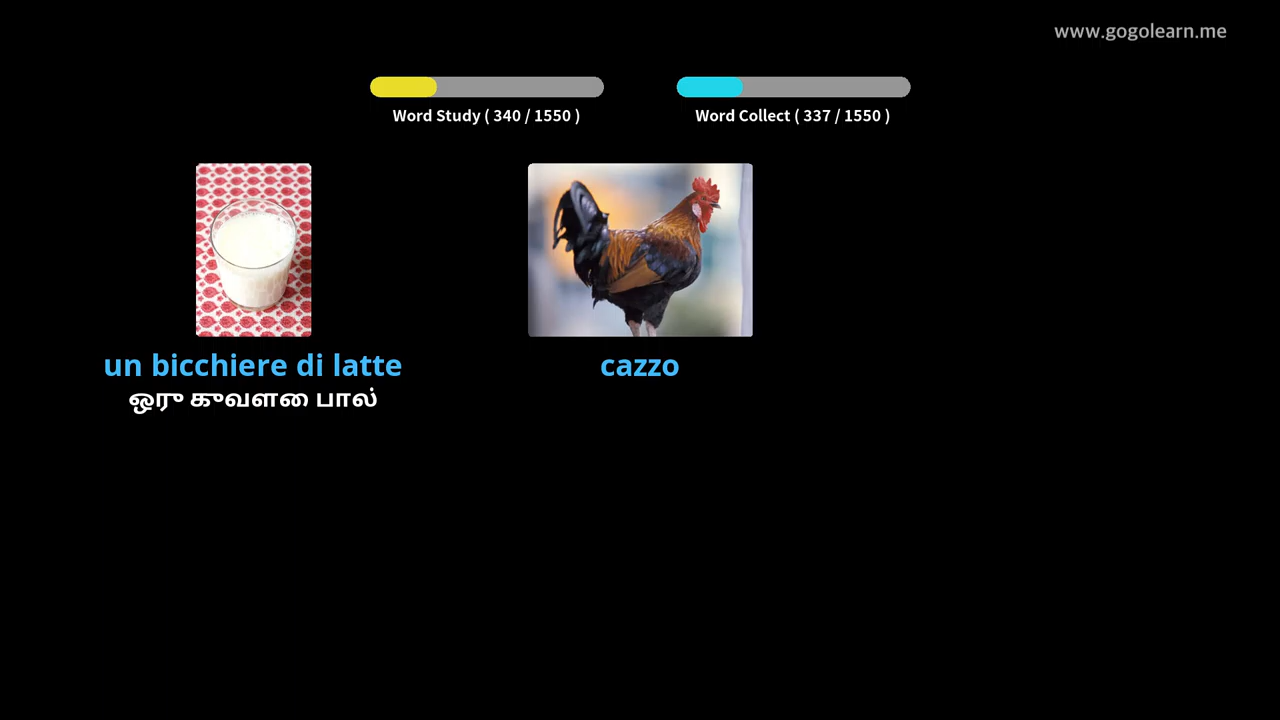 www.gogolearn.me
Word Study ( 340 / 1550 )
Word Collect ( 337 / 1550 )
un bicchiere di latte
ஒரு குவளை பால்
cazzo